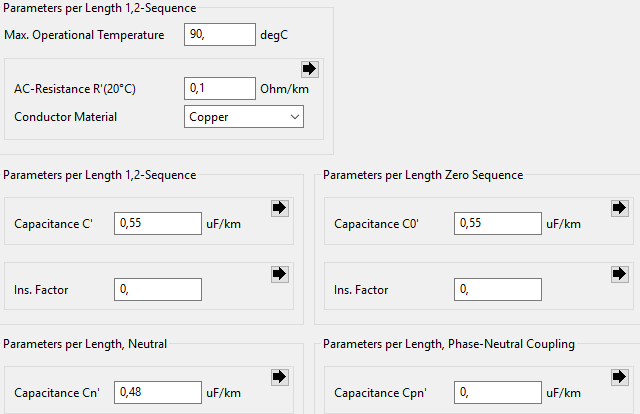 Parameters per Length 1,2-Sequence
Max. Operational Temperature 90, degC
AC-Resistance R'(20°C) 0,1 Ohm/km
Conductor Material Copper
Parameters per Length 1,2-Sequence Parameters per Length Zero Sequence
Capacitance C' 0,55 uF/km Capacitance C0' 0,55 uF/km
Ins. Factor 0, Ins. Factor 0,
Parameters per Length, Neutral Parameters per Length, Phase-Neutral Coupling
Capacitance Cn' 0,48 uF/km Capacitance Cpn' 0, uF/km